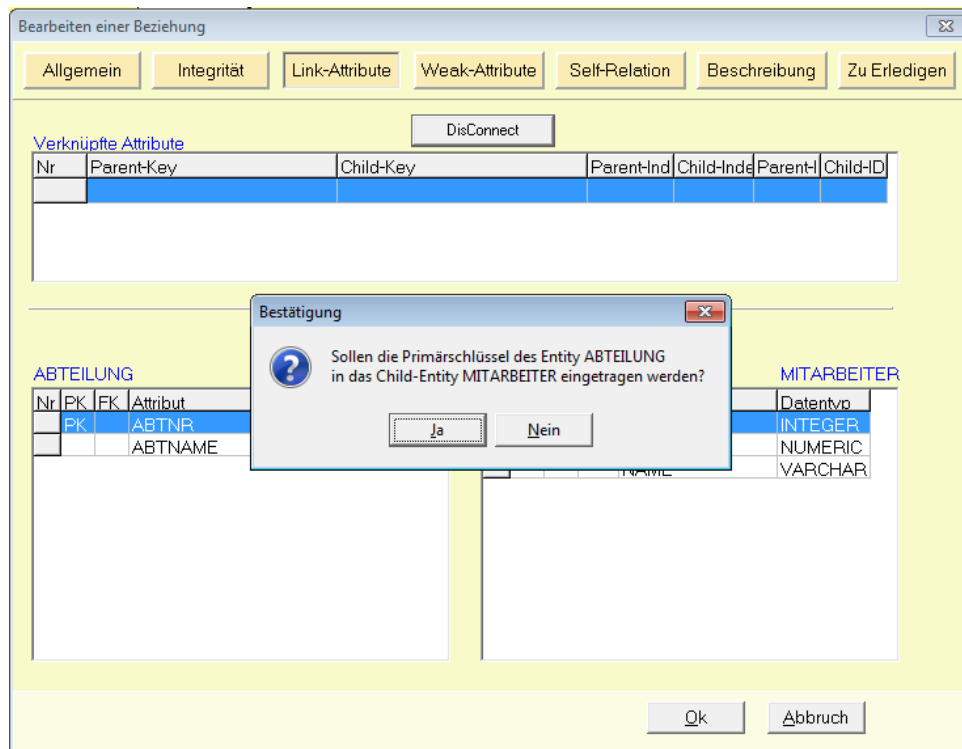 Bearbeiten einer Beziehung
Allgemein Integrität Link-Attribute Weak-Attribute Self-Relation Beschreibung Zu Erledigen
DisConnect
Verknüpfte Attribute
Nr Parent-Key Child-Key Parent-Ind Child-Inde Parent-I Child-ID
Bestätigung
Sollen die Primärschlüssel des Entity ABTEILUNG
in das Child-Entity MITARBEITER eingetragen werden?
Ja Nein
ABTEILUNG MITARBEITER
Nr PK FK Attribut Datentyp
PK ABTNR INTEGER
ABTNAME NUMERIC
NAME VARCHAR
Ok Abbruch